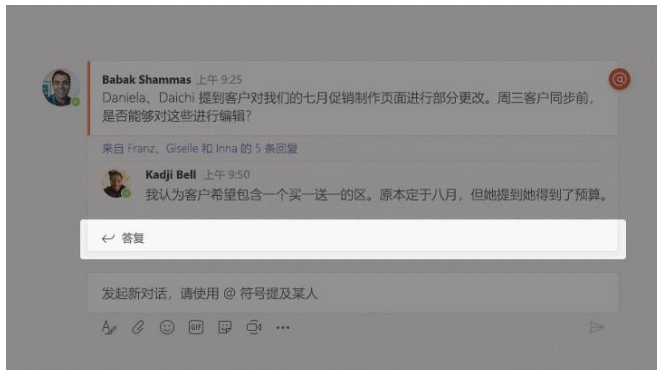 Babak Shammas 上午 9:25
Daniela、Daichi 提到客户对我们的七月促销制作页面进行部分更改。周三客户同步前，
是否能够对这些进行编辑?
来自 Franz、Giselle 和 Inna 的 5 条回复
Kadji Bell 上午 9:50
我认为客户希望包含一个买一送一的区。原本定于八月，但她提到她得到了预算。
答复
发起新对话，请使用 @ 符号提及某人
GIF